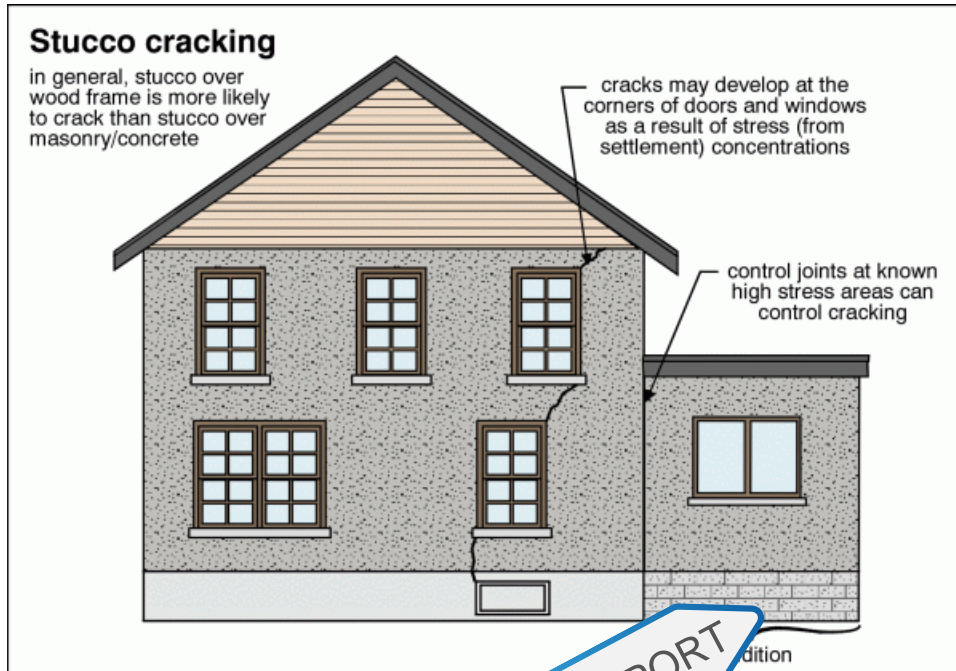 Stucco cracking
in general, stucco over
wood frame is more likely
to crack than stucco over
masonry/concrete
cracks may develop at the
corners of doors and windows
as a result of stress (from
settlement) concentrations
control joints at known
high stress areas can
control cracking